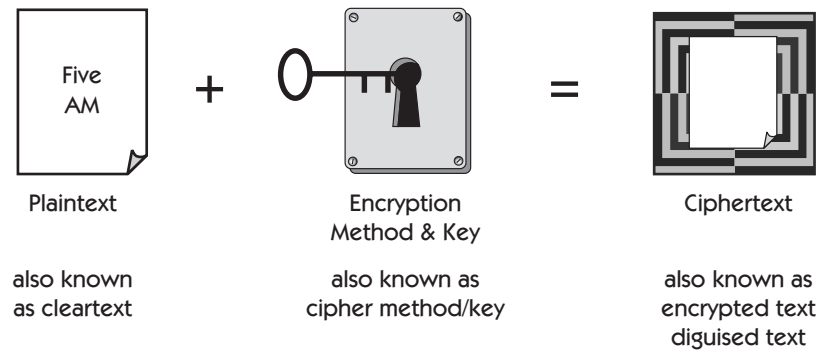 Five
AM
+
=
Plaintext
Encryption
Method & Key
Ciphertext
also known
as cleartext
also known as
cipher method/key
also known as
encrypted text
diguised text